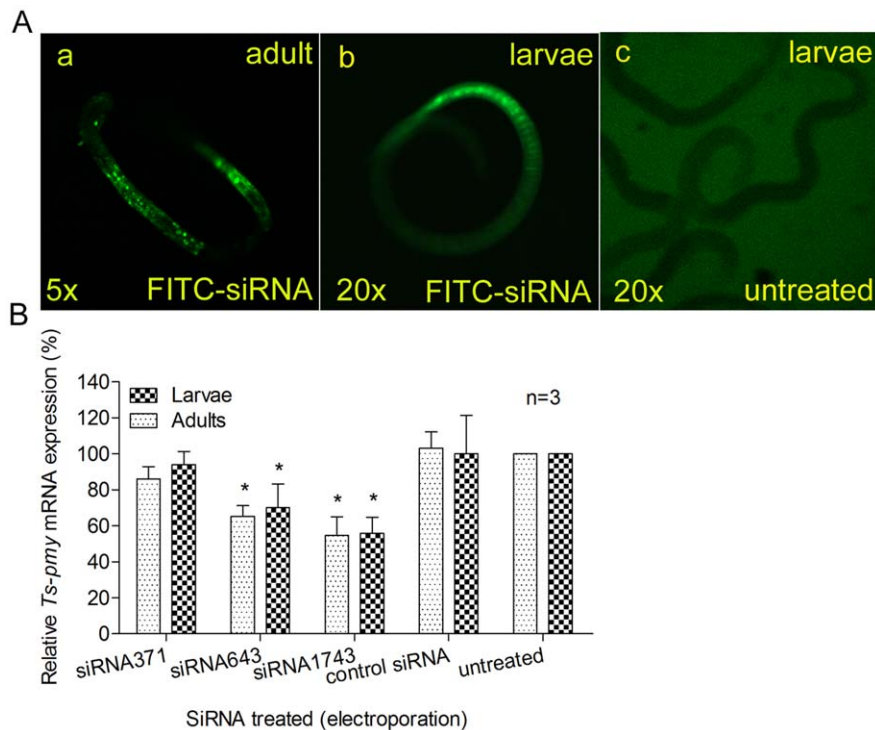 A
a adult
FITC-siRNA
5x
b larvae
FITC-siRNA
20x
c larvae
untreated
20x
B
Relative Ts-pmy mRNA expression (%)
140
120
100
80
60
40
20
0
Larvae
Adults
n=3
* * * *
siRNA371
siRNA643
siRNA1743
control siRNA
untreated
SiRNA treated (electroporation)